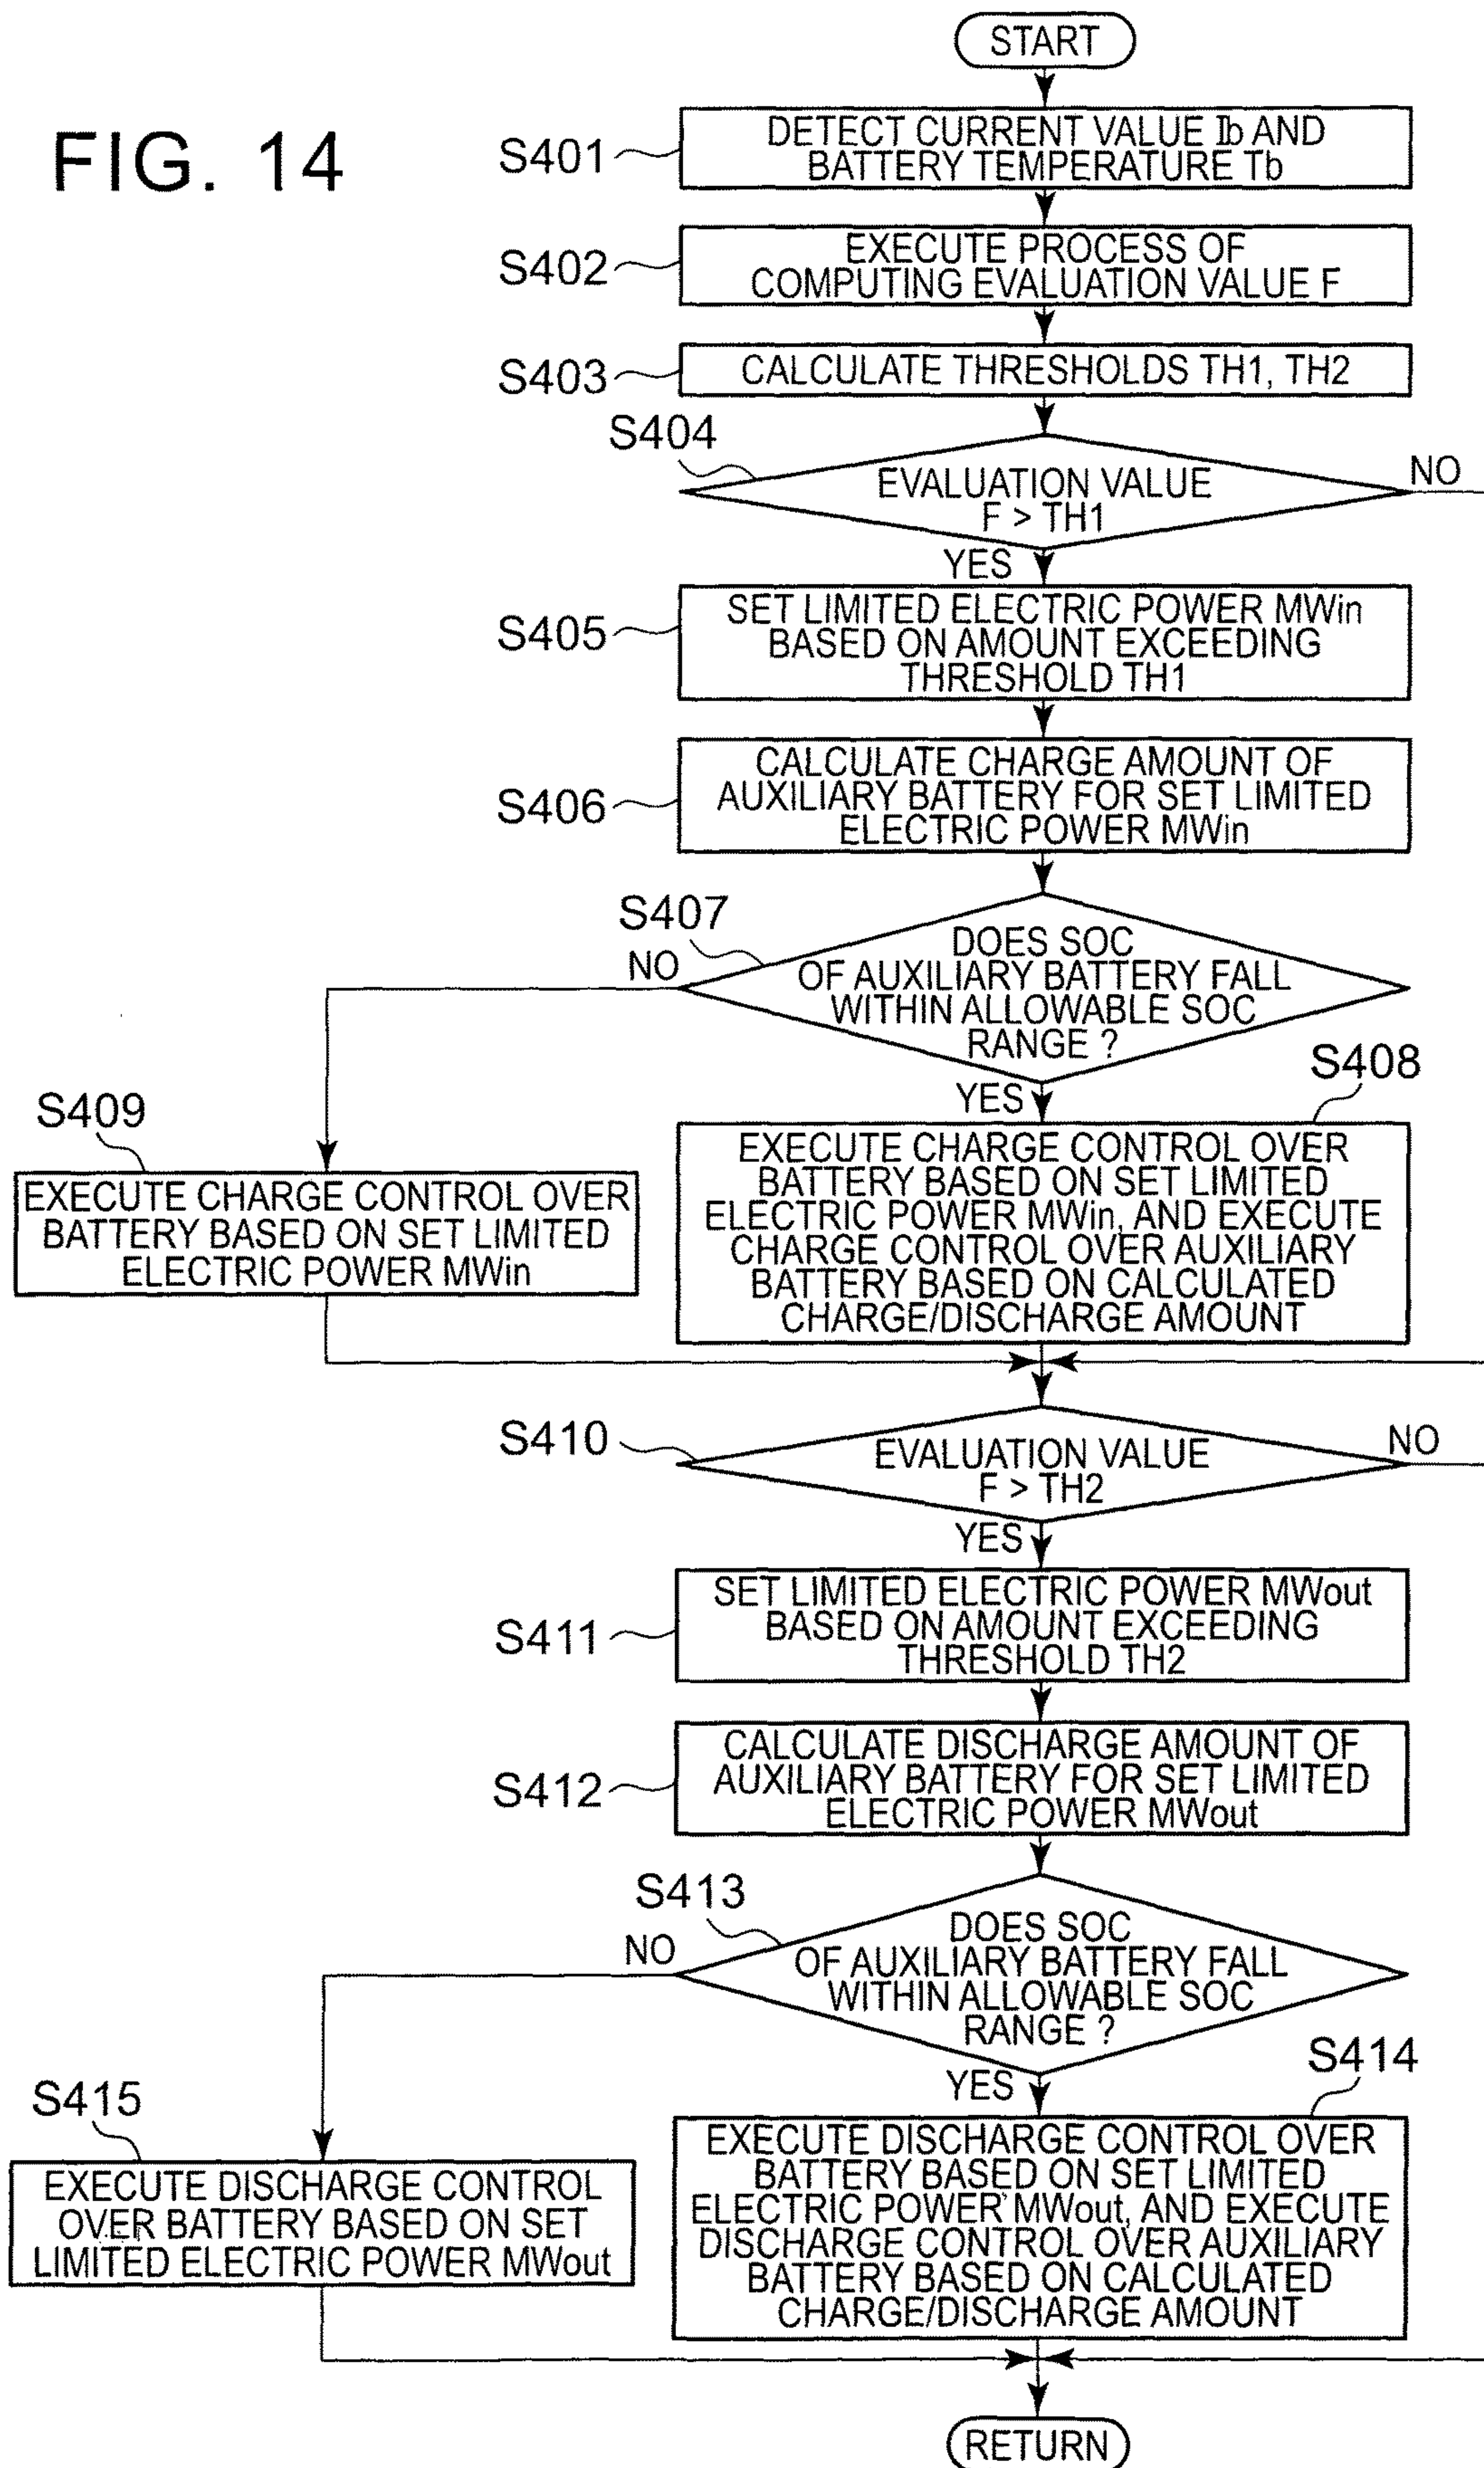 FIG. 14
START
S401
DETECT CURRENT VALUE Ib AND
BATTERY TEMPERATURE Tb
S402
EXECUTE PROCESS OF
COMPUTING EVALUATION VALUE F
S403
CALCULATE THRESHOLDS TH1, TH2
S404
EVALUATION VALUE
F > TH1
NO
YES
S405
SET LIMITED ELECTRIC POWER MWin
BASED ON AMOUNT EXCEEDING
THRESHOLD TH1
S406
CALCULATE CHARGE AMOUNT OF
AUXILIARY BATTERY FOR SET LIMITED
ELECTRIC POWER MWin
S407
DOES SOC
OF AUXILIARY BATTERY FALL
WITHIN ALLOWABLE SOC
RANGE ?
NO
YES
S408
EXECUTE CHARGE CONTROL OVER
BATTERY BASED ON SET LIMITED
ELECTRIC POWER MWin, AND EXECUTE
CHARGE CONTROL OVER AUXILIARY
BATTERY BASED ON CALCULATED
CHARGE/DISCHARGE AMOUNT
S409
EXECUTE CHARGE CONTROL OVER
BATTERY BASED ON SET LIMITED
ELECTRIC POWER MWin
S410
EVALUATION VALUE
F > TH2
NO
YES
S411
SET LIMITED ELECTRIC POWER MWout
BASED ON AMOUNT EXCEEDING
THRESHOLD TH2
S412
CALCULATE DISCHARGE AMOUNT OF
AUXILIARY BATTERY FOR SET LIMITED
ELECTRIC POWER MWout
S413
DOES SOC
OF AUXILIARY BATTERY FALL
WITHIN ALLOWABLE SOC
RANGE ?
NO
YES
S414
EXECUTE DISCHARGE CONTROL OVER
BATTERY BASED ON SET LIMITED
ELECTRIC POWER MWout, AND EXECUTE
DISCHARGE CONTROL OVER AUXILIARY
BATTERY BASED ON CALCULATED
CHARGE/DISCHARGE AMOUNT
S415
EXECUTE DISCHARGE CONTROL
OVER BATTERY BASED ON SET
LIMITED ELECTRIC POWER MWout
RETURN